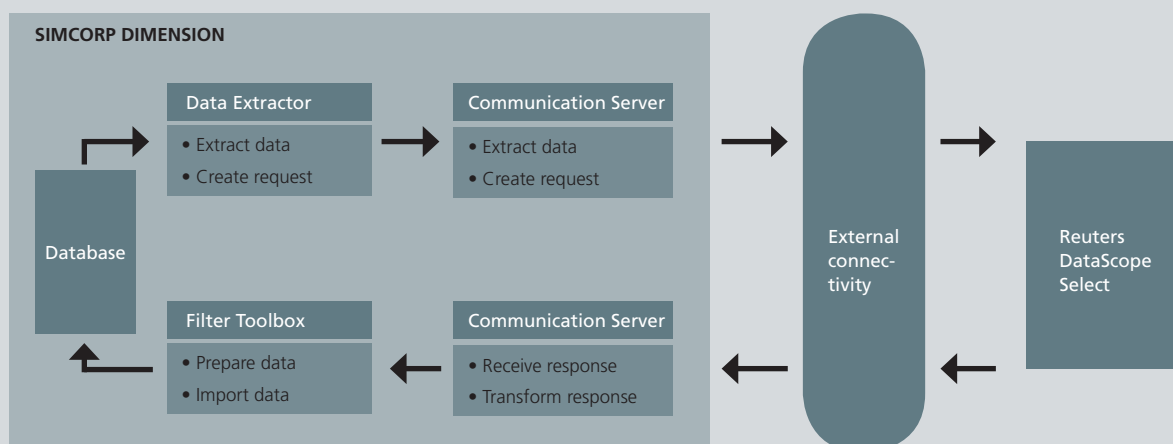 SIMCORP DIMENSION
Data Extractor
• Extract data
• Create request
Communication Server
• Extract data
• Create request
Database
External
connec-
tivity
Reuters
DataScope
Select
Filter Toolbox
• Prepare data
• Import data
Communication Server
• Receive response
• Transform response